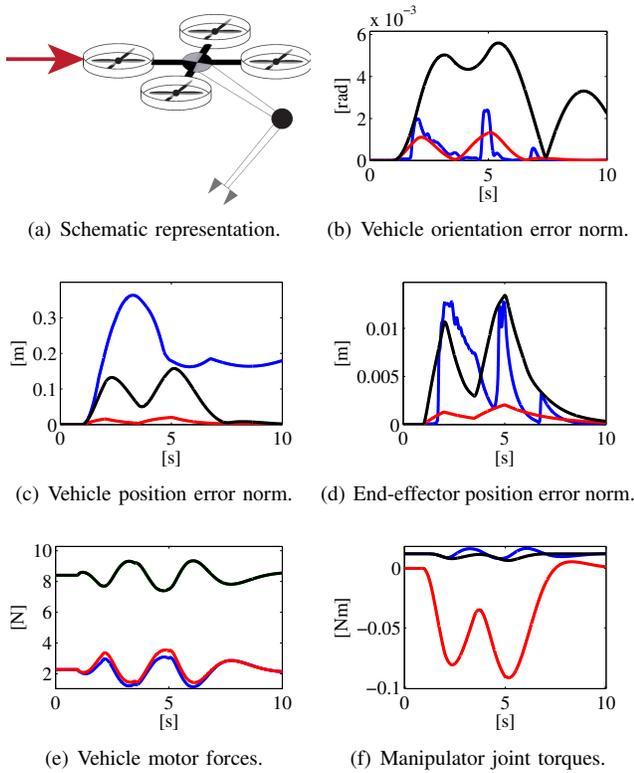 x 10⁻³
6
4
2
0
[rad]
0 5 10
[s]
(a) Schematic representation.
(b) Vehicle orientation error norm.
0.3
0.2
0.1
0
[m]
0 5 10
[s]
0.01
0.005
0
[m]
0 5 10
[s]
(c) Vehicle position error norm.
(d) End-effector position error norm.
10
8
6
4
2
[N]
0 5 10
[s]
0
−0.05
−0.1
[Nm]
0 5 10
[s]
(e) Vehicle motor forces.
(f) Manipulator joint torques.